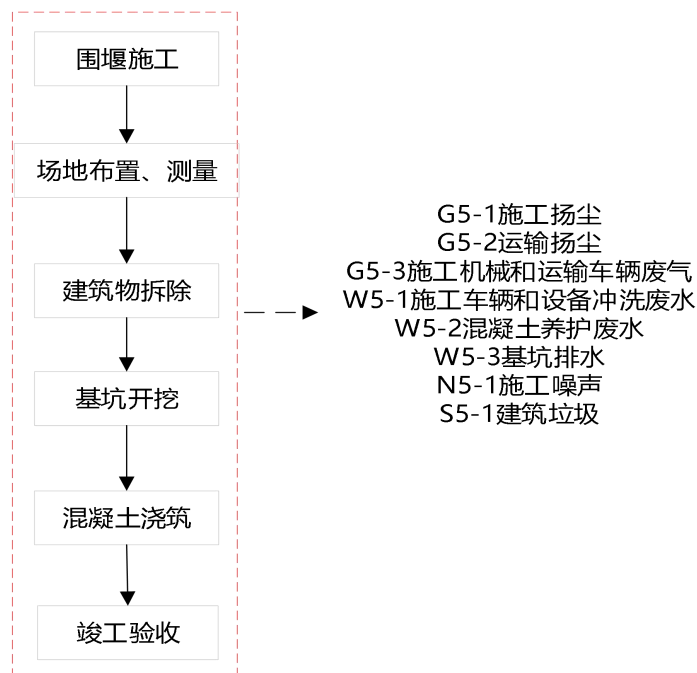 围堰施工
场地布置、测量
建筑物拆除
基坑开挖
混凝土浇筑
竣工验收
G5-1施工扬尘
G5-2运输扬尘
G5-3施工机械和运输车辆废气
W5-1施工车辆和设备冲洗废水
W5-2混凝土养护废水
W5-3基坑排水
N5-1施工噪声
S5-1建筑垃圾